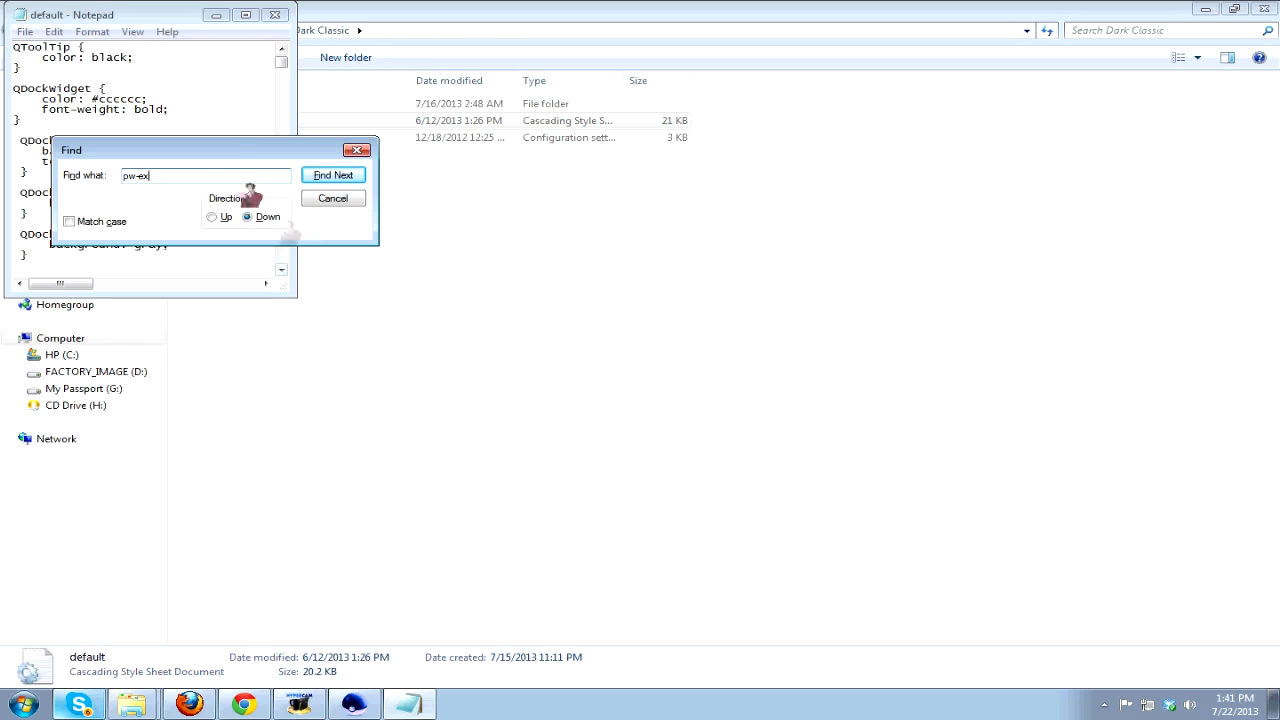 default - Notepad
Dark Classic
Search Dark Classic
File Edit Format View Help
New folder
QToolTip {
color: black;
}
QDockWidget {
color: #cccccc;
font-weight: bold;
}
Date modified Type Size
7/16/2013 2:48 AM File folder
6/12/2013 1:26 PM Cascading Style S... 21 KB
12/18/2012 12:25 ... Configuration sett... 3 KB
Find
Find what: pw-ex
Find Next
Cancel
Up Down
Match case
}
}
}
Homegroup
Computer
HP (C:)
FACTORY_IMAGE (D:)
My Passport (G:)
CD Drive (H:)
Network
default Date modified: 6/12/2013 1:26 PM Date created: 7/15/2013 11:11 PM
Cascading Style Sheet Document Size: 20.2 KB
6
HYPERCAM
1:41 PM
7/22/2013